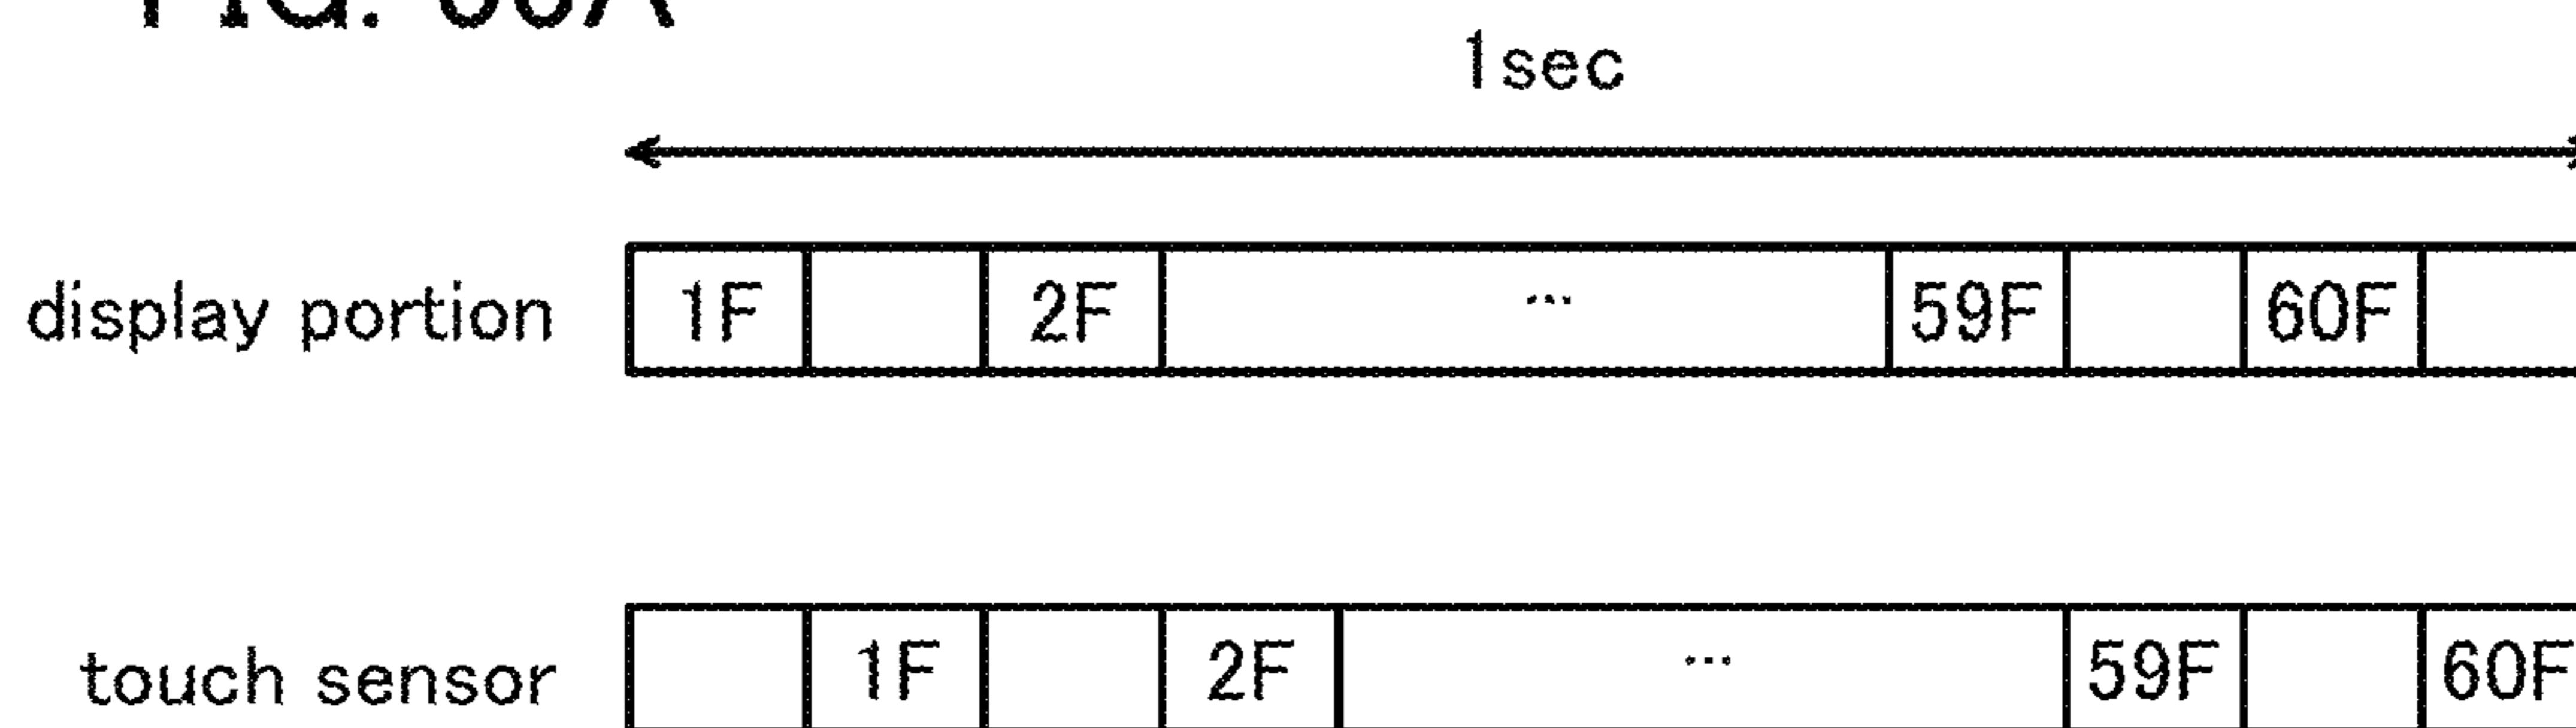 1sec
display portion 1F 2F ... 59F 60F
touch sensor 1F 2F ... 59F 60F